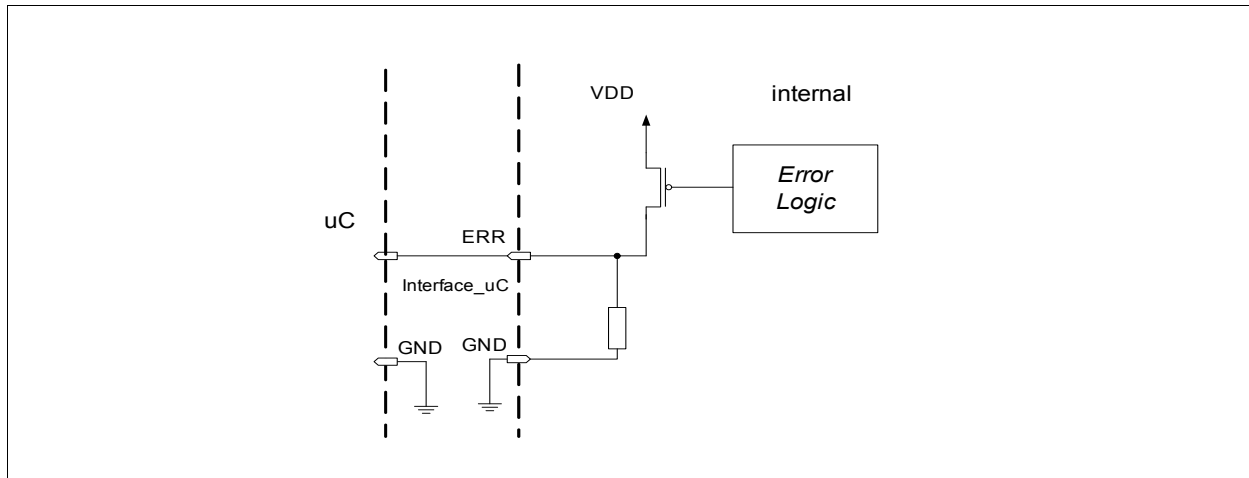 VDD
internal
Error
Logic
uC
ERR
Interface_uC
GND
GND